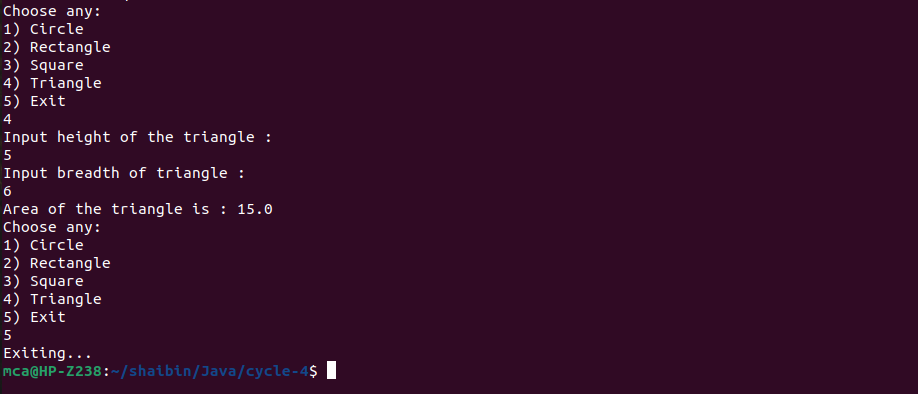 Choose any:
1) Circle
2) Rectangle
3) Square
4) Triangle
5) Exit
4
Input height of the triangle :
5
Input breadth of triangle :
6
Area of the triangle is : 15.0
Choose any:
1) Circle
2) Rectangle
3) Square
4) Triangle
5) Exit
5
Exiting...
mca@HP-Z238:~/shaibin/Java/cycle-4$